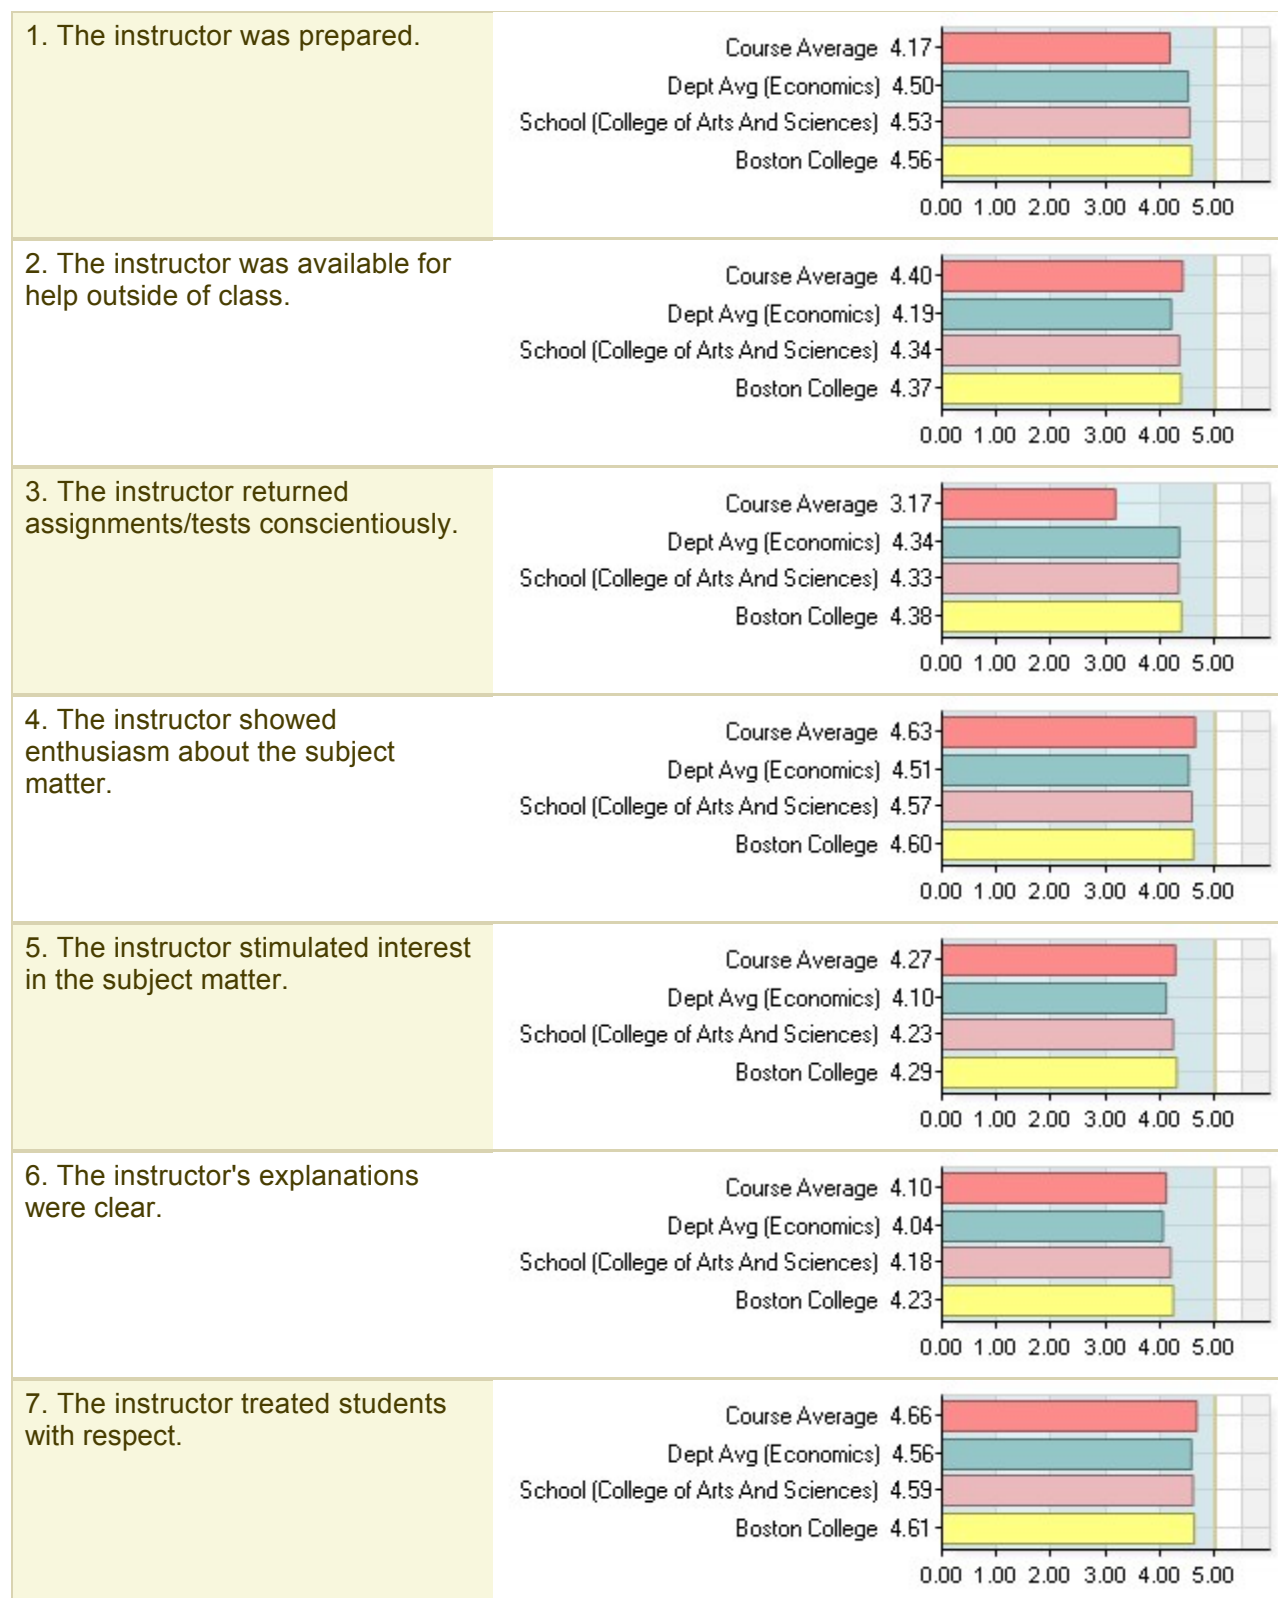 1. The instructor was prepared.
Course Average 4.17
Dept Avg (Economics) 4.50
School (College of Arts And Sciences) 4.53
Boston College 4.56
0.00 1.00 2.00 3.00 4.00 5.00
2. The instructor was available for
help outside of class.
Course Average 4.40
Dept Avg (Economics) 4.19
School (College of Arts And Sciences) 4.34
Boston College 4.37
0.00 1.00 2.00 3.00 4.00 5.00
3. The instructor returned
assignments/tests conscientiously.
Course Average 3.17
Dept Avg (Economics) 4.34
School (College of Arts And Sciences) 4.33
Boston College 4.38
0.00 1.00 2.00 3.00 4.00 5.00
4. The instructor showed
enthusiasm about the subject
matter.
Course Average 4.63
Dept Avg (Economics) 4.51
School (College of Arts And Sciences) 4.57
Boston College 4.60
0.00 1.00 2.00 3.00 4.00 5.00
5. The instructor stimulated interest
in the subject matter.
Course Average 4.27
Dept Avg (Economics) 4.10
School (College of Arts And Sciences) 4.23
Boston College 4.29
0.00 1.00 2.00 3.00 4.00 5.00
6. The instructor's explanations
were clear.
Course Average 4.10
Dept Avg (Economics) 4.04
School (College of Arts And Sciences) 4.18
Boston College 4.23
0.00 1.00 2.00 3.00 4.00 5.00
7. The instructor treated students
with respect.
Course Average 4.66
Dept Avg (Economics) 4.56
School (College of Arts And Sciences) 4.59
Boston College 4.61
0.00 1.00 2.00 3.00 4.00 5.00